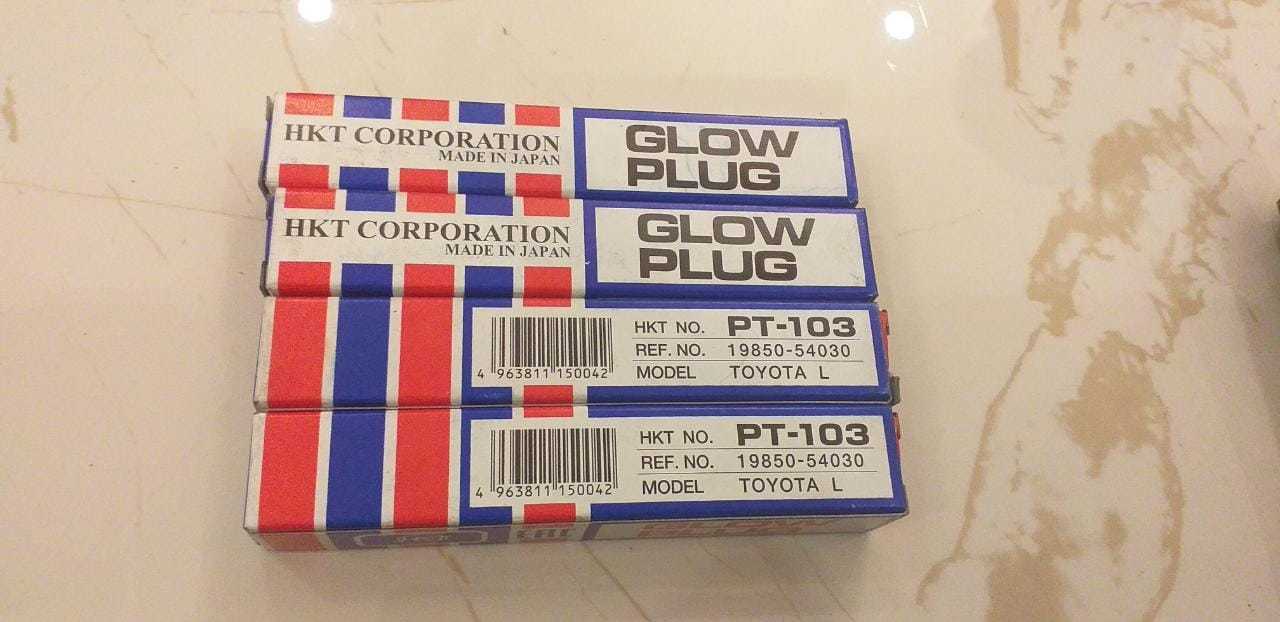 HKT CORPORATION
MADE IN JAPAN
GLOW
PLUG
HKT CORPORATION
MADE IN JAPAN
GLOW
PLUG
HKT NO. PT-103
REF. NO. 19850-54030
MODEL TOYOTA L
4 963811 150042
HKT NO. PT-103
REF. NO. 19850-54030
MODEL TOYOTA L
4 963811 150042